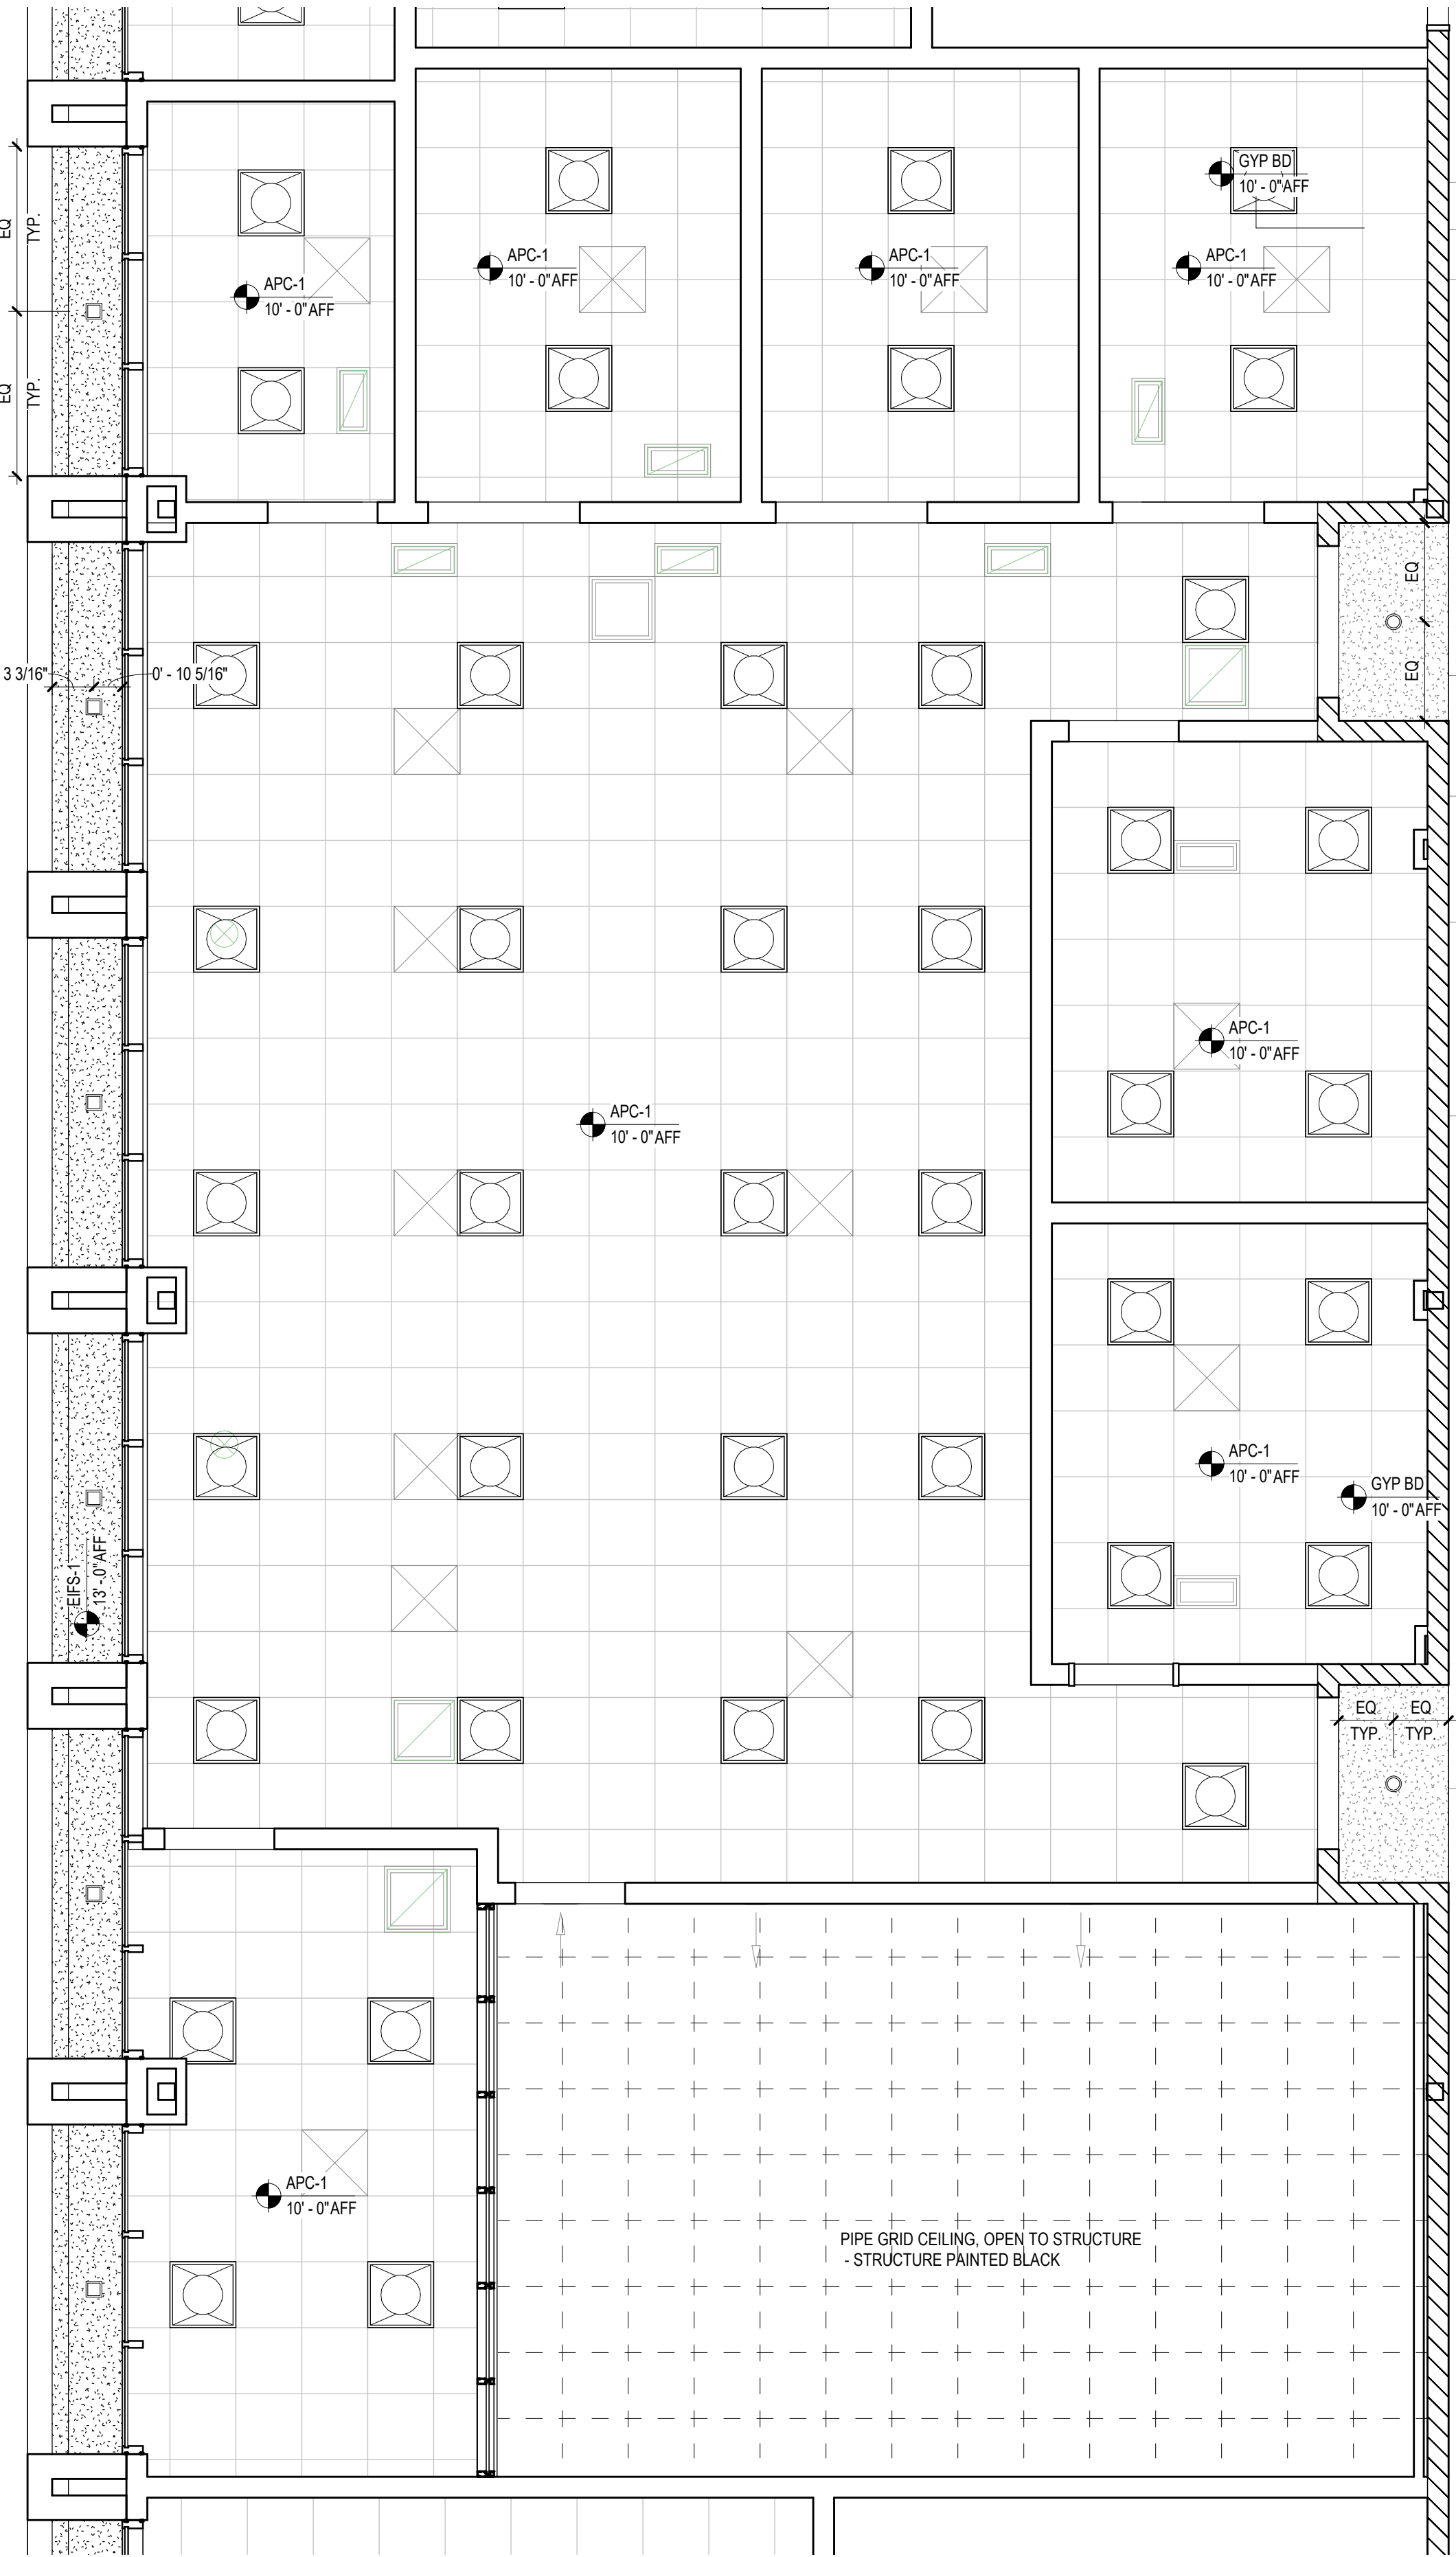 GYP BD
10' - 0"AFF
EQ
TYP.
APC-1
10' - 0"AFF
APC-1
10' - 0"AFF
APC-1
10' - 0"AFF
APC-1
10' - 0"AFF
EQ
TYP.
EQ
EQ
3 3/16"
0' - 10 5/16"
APC-1
10' - 0"AFF
APC-1
10' - 0"AFF
APC-1
10' - 0"AFF
GYP BD
10' - 0"AFF
EIFS-1
13' - 0"AFF
EQ
EQ
TYP.
TYP.
APC-1
10' - 0"AFF
PIPE GRID CEILING, OPEN TO STRUCTURE
- STRUCTURE PAINTED BLACK